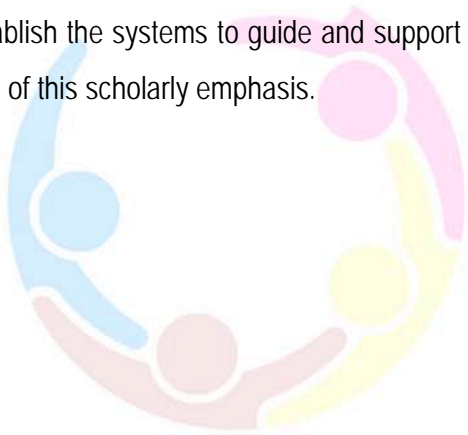 ablish the systems to guide and support
of this scholarly emphasis.